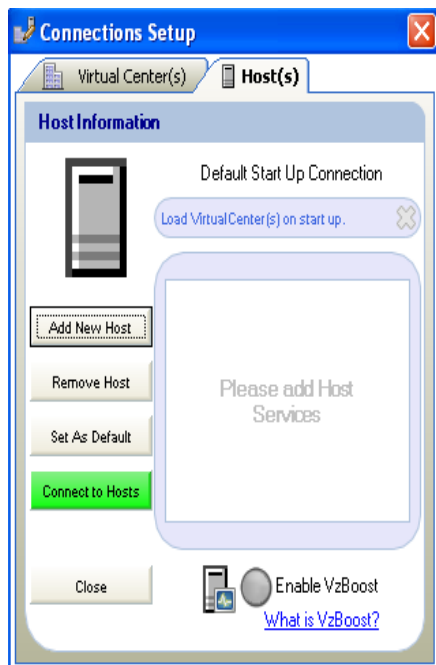 Connections Setup
Virtual Center(s)
Host(s)
Host Information
Default Start Up Connection
Load VirtualCenter(s) on start up.
Add New Host
Remove Host
Set As Default
Connect to Hosts
Please add Host
Services
Close
Enable VzBoost
What is VzBoost?